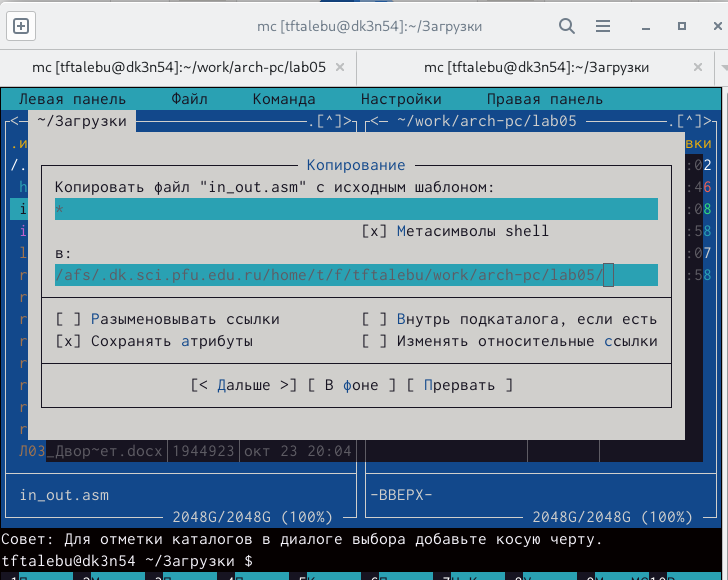 mc [tftalebu@dk3n54]:~/Загрузки
mc [tftalebu@dk3n54]:~/work/arch-pc/lab05 × mc [tftalebu@dk3n54]:~/Загрузки ×
Левая панель Файл Команда Настройки Правая панель
<— ~/Загрузки .[^]> <— ~/work/arch-pc/lab05 .[^]>
Копирование
Копировать файл "in_out.asm" с исходным шаблоном:
*
[x] Метасимволы shell
в:
/afs/.dk.sci.pfu.edu.ru/home/t/f/tftalebu/work/arch-pc/lab05/
[ ] Разыменовывать ссылки [ ] Внутрь подкаталога, если есть
[x] Сохранять атрибуты [ ] Изменять относительные ссылки
[< Дальше >] [ В фоне ] [ Прервать ]
Л03_Двор~ет.docx 1944923 окт 23 20:04
in_out.asm -ВВЕРХ-
2048G/2048G (100%) 2048G/2048G (100%)
Совет: Для отметки каталогов в диалоге выбора добавьте косую черту.
tftalebu@dk3n54 ~/Загрузки $